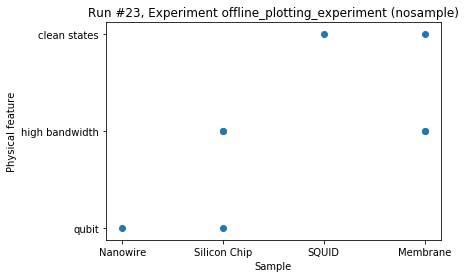 Run #23, Experiment offline_plotting_experiment (nosample)
clean states
high bandwidth
qubit
Physical feature
Nanowire Silicon Chip SQUID Membrane
Sample